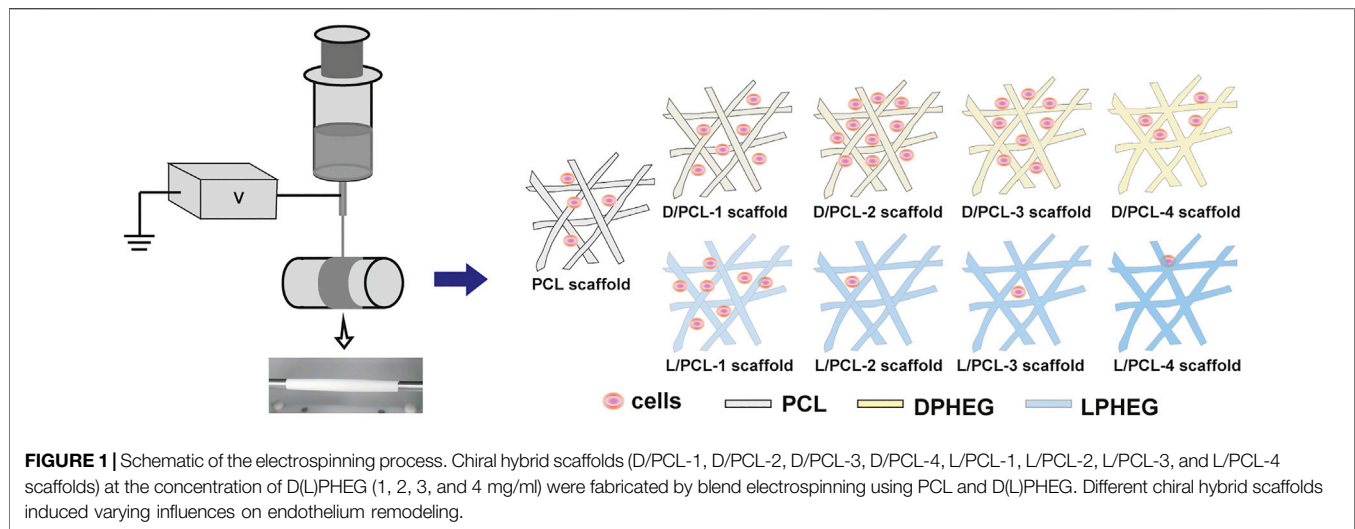 V
PCL scaffold
D/PCL-1 scaffold D/PCL-2 scaffold D/PCL-3 scaffold D/PCL-4 scaffold
L/PCL-1 scaffold L/PCL-2 scaffold L/PCL-3 scaffold L/PCL-4 scaffold
cells PCL DPHEG LPHEG
FIGURE 1 | Schematic of the electrospinning process. Chiral hybrid scaffolds (D/PCL-1, D/PCL-2, D/PCL-3, D/PCL-4, L/PCL-1, L/PCL-2, L/PCL-3, and L/PCL-4
scaffolds) at the concentration of D(L)PHEG (1, 2, 3, and 4 mg/ml) were fabricated by blend electrospinning using PCL and D(L)PHEG. Different chiral hybrid scaffolds
induced varying influences on endothelium remodeling.